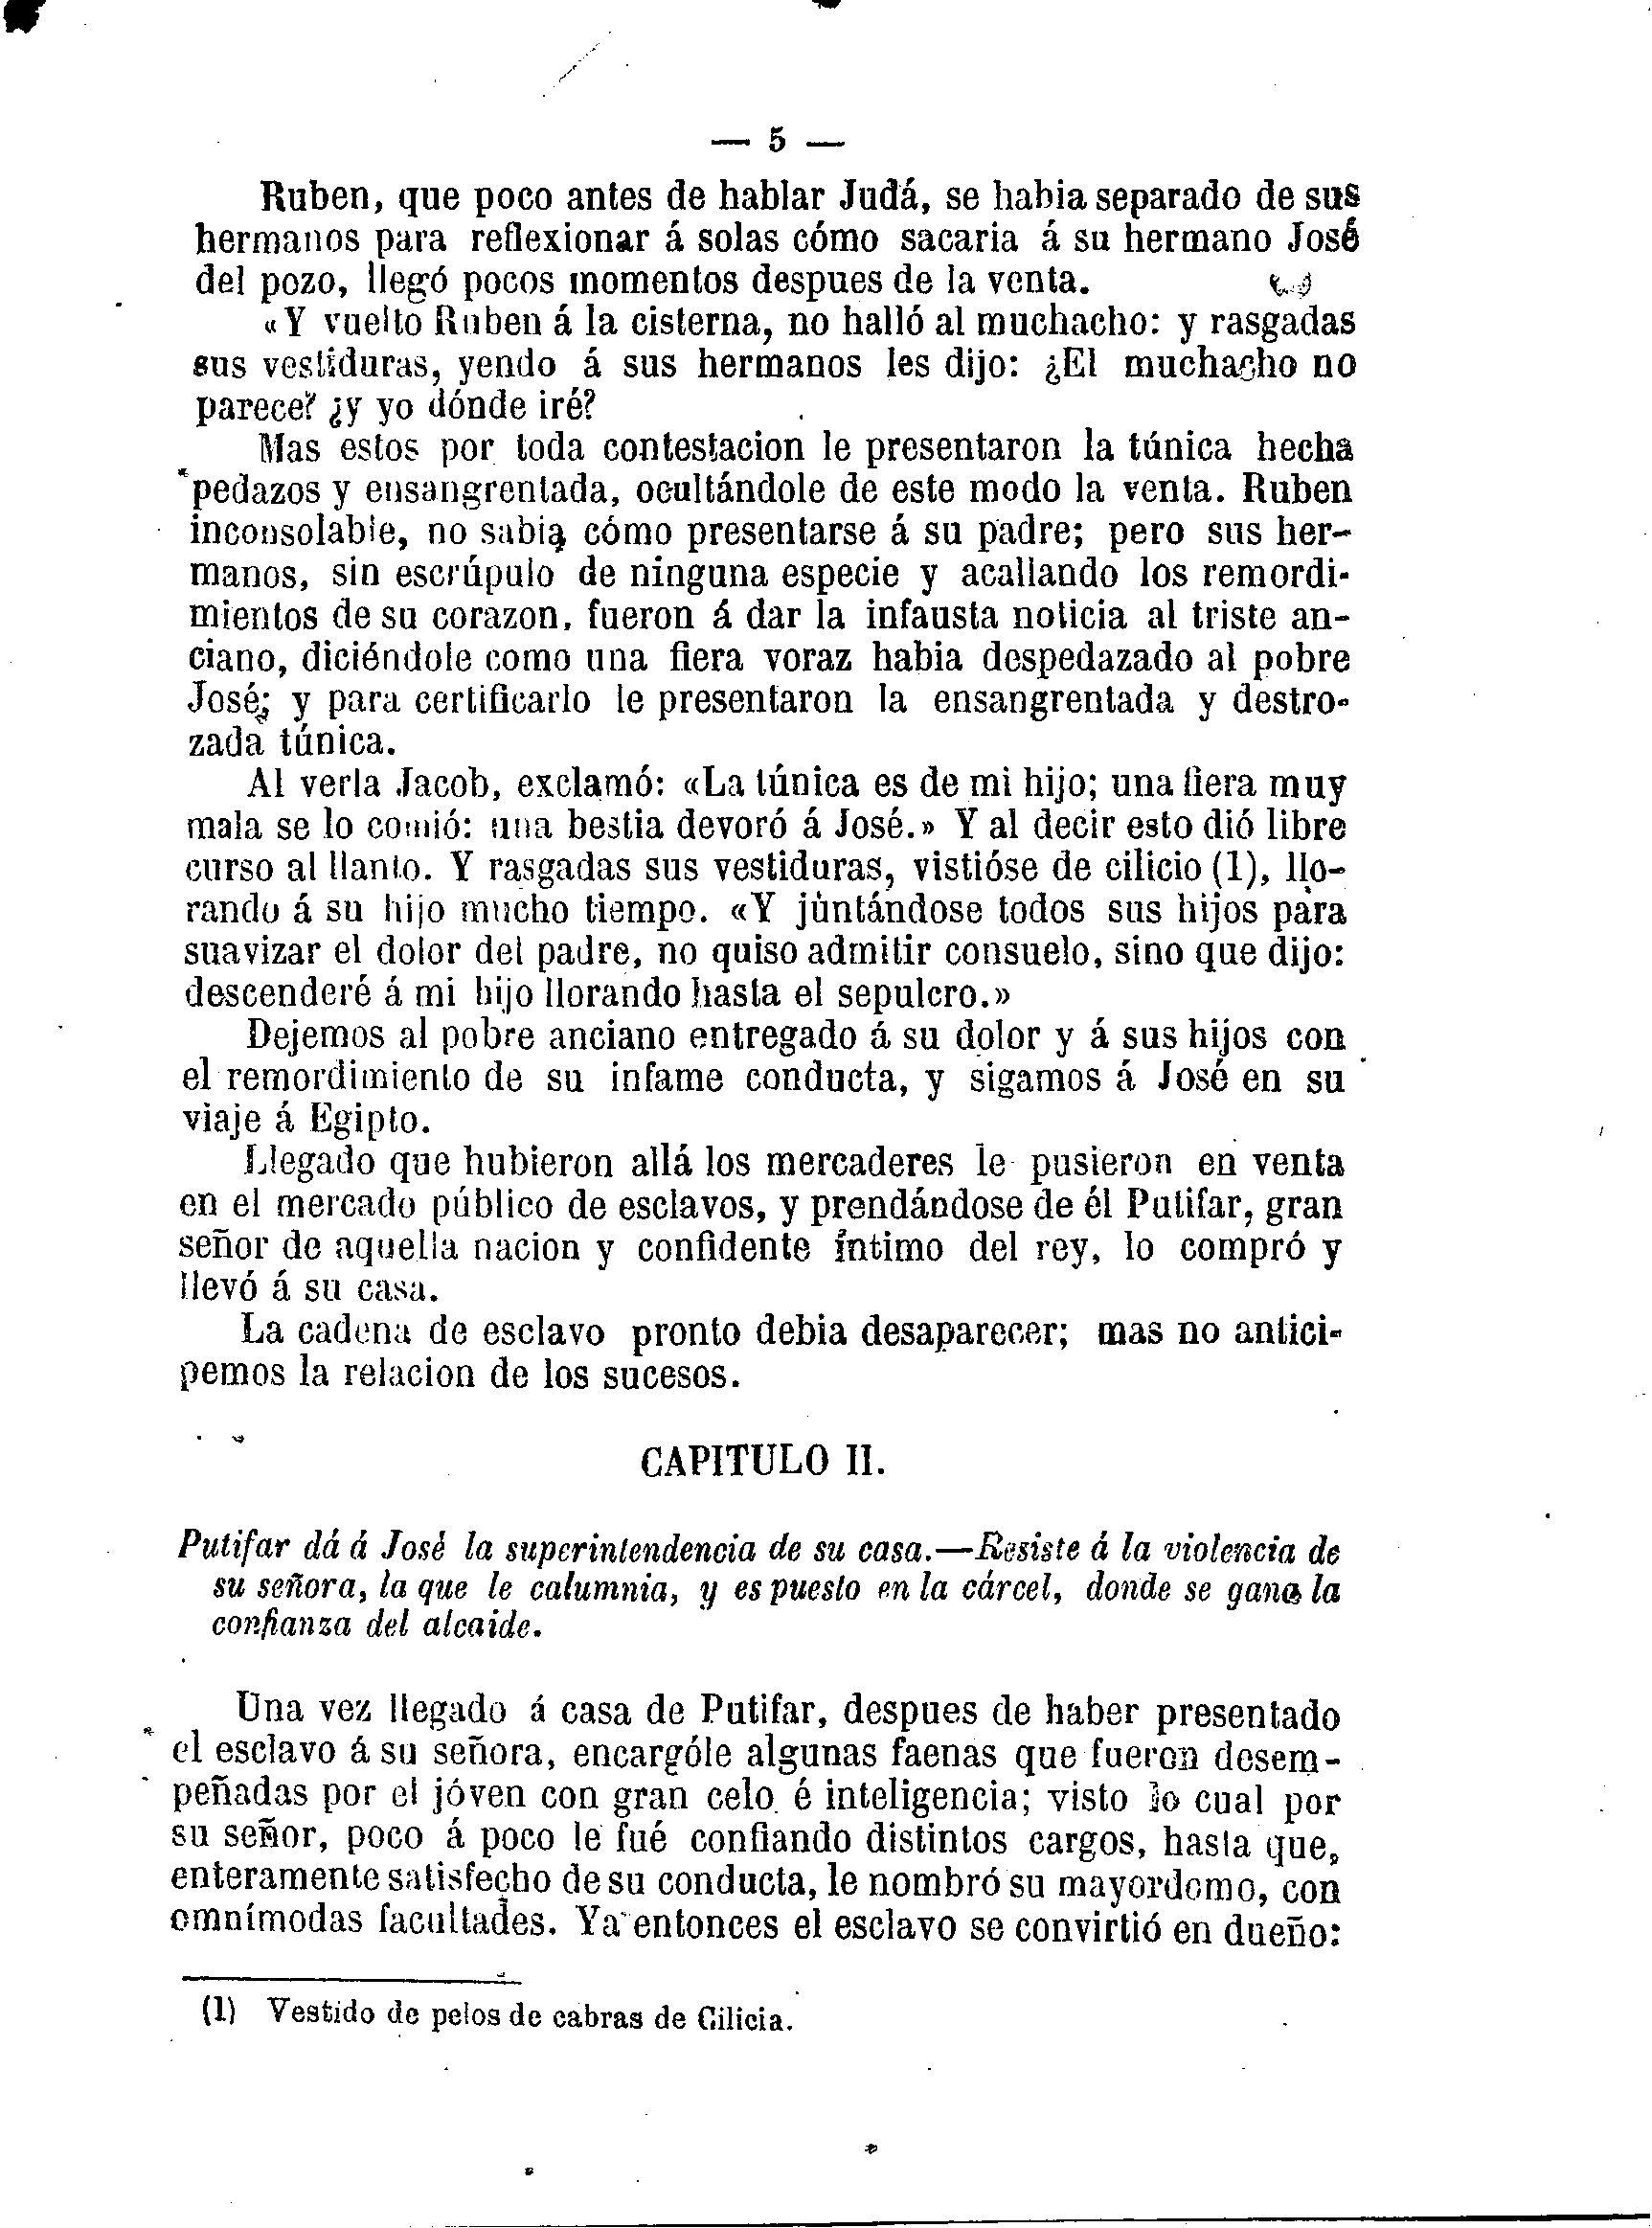 — 5 —
Ruben, que poco antes de hablar Judá, se habia separado de sus
hermanos para reflexionar á solas cómo sacaria á su hermano José
del pozo, llegó pocos momentos despues de la venta.
«Y vuelto Ruben á la cisterna, no halló al muchacho: y rasgadas
sus vestiduras, yendo á sus hermanos les dijo: ¿El muchacho no
parece? ¿y yo dónde iré?
Mas estos por toda contestacion le presentaron la túnica hecha
pedazos y ensangrentada, ocultándole de este modo la venta. Ruben
inconsolable, no sabia cómo presentarse á su padre; pero sus her-
manos, sin escrúpulo de ninguna especie y acallando los remordi-
mientos de su corazon, fueron á dar la infausta noticia al triste an-
ciano, diciéndole como una fiera voraz habia despedazado al pobre
José; y para certificarlo le presentaron la ensangrentada y destro-
zada túnica.
Al verla Jacob, exclamó: «La túnica es de mi hijo; una fiera muy
mala se lo comió: una bestia devoró á José.» Y al decir esto dió libre
curso al llanto. Y rasgadas sus vestiduras, vistióse de cilicio (1), llo-
rando á su hijo mucho tiempo. «Y juntándose todos sus hijos para
suavizar el dolor del padre, no quiso admitir consuelo, sino que dijo:
descenderé á mi hijo llorando hasta el sepulcro.»
Dejemos al pobre anciano entregado á su dolor y á sus hijos con
el remordimiento de su infame conducta, y sigamos á José en su
viaje á Egipto.
Llegado que hubieron allá los mercaderes le pusieron en venta
en el mercado público de esclavos, y prendándose de él Putifar, gran
señor de aquella nacion y confidente íntimo del rey, lo compró y
llevó á su casa.
La cadena de esclavo pronto debia desaparecer; mas no antici-
pemos la relacion de los sucesos.
CAPITULO II.
Putifar dá á José la superintendencia de su casa.—Resiste á la violencia de
su señora, la que le calumnia, y es puesto en la cárcel, donde se gana la
confianza del alcaide.
Una vez llegado á casa de Putifar, despues de haber presentado
el esclavo á su señora, encargóle algunas faenas que fueron desem-
peñadas por el jóven con gran celo é inteligencia; visto lo cual por
su señor, poco á poco le fué confiando distintos cargos, hasta que,
enteramente satisfecho de su conducta, le nombró su mayordomo, con
omnímodas facultades. Ya entonces el esclavo se convirtió en dueño:
(1) Vestido de pelos de cabras de Cilicia.